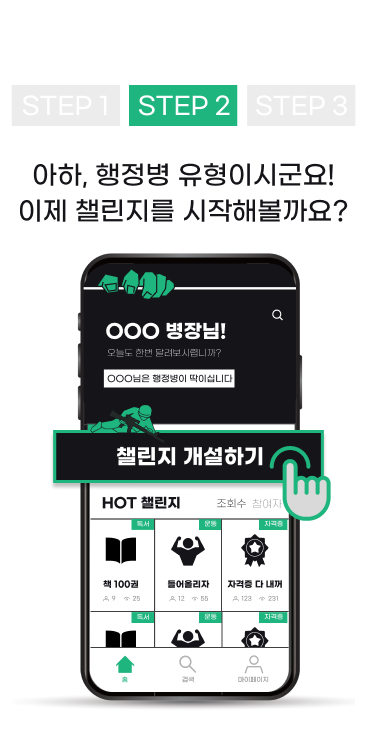 STEP 1 STEP 2 STEP 3
아하, 행정병 유형이시군요!
이제 챌린지를 시작해볼까요?
OOO 병장님!
오늘도 한번 달려보시렵니까?
OOO님은 행정병이 딱이십니다
챌린지 개설하기
HOT 챌린지 조회수 참여자
독서 운동 자격증
책 100권 들어올리자 자격증 다 내꺼
9 25 12 55 123 231
독서 운동 자격증
홈 검색 마이페이지